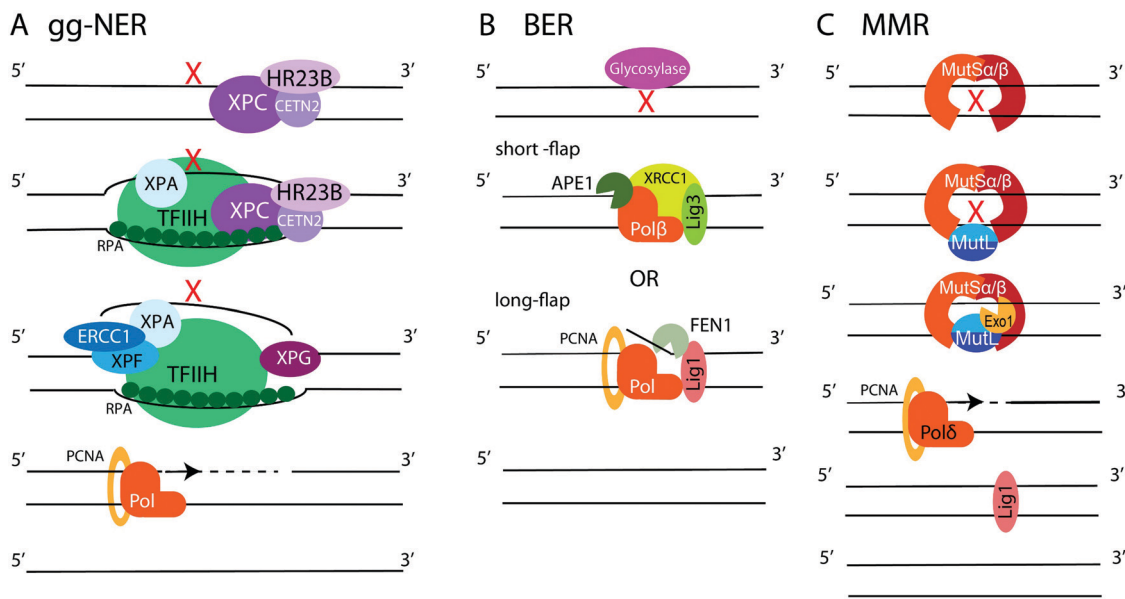 A gg-NER
5′ X HR23B 3′
XPC CETN2
5′ XPA X HR23B 3′
XPC
TFIIH CETN2
RPA
X
5′ XPA 3′
ERCC1
XPF XPG
TFIIH
RPA
5′ PCNA 3′
Pol
5′ 3′
B BER
5′ Glycosylase 3′
X
short -flap
5′ APE1 XRCC1 3′
Lig3
Polβ
OR
long-flap
5′ PCNA FEN1 3′
Pol Lig1
5′ 3′
C MMR
5′ MutSα/β 3′
X
5′ MutSα/β 3′
X
MutL
5′ MutSα/β 3′
Exo1
MutL
5′ PCNA 3
Polδ
5′ 3′
Lig1
5′ 3′